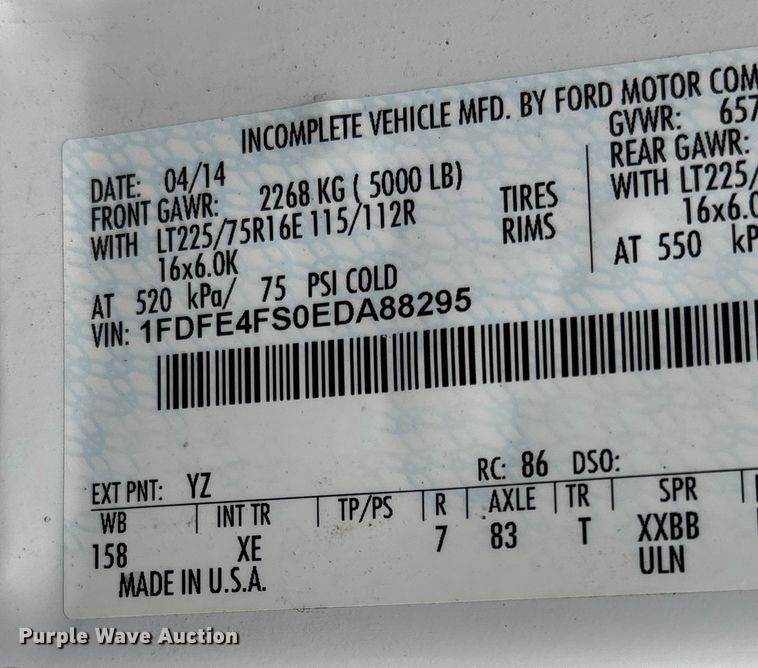 INCOMPLETE VEHICLE MFD. BY FORD MOTOR COM
DATE: 04/14
GVWR: 657
FRONT GAWR: 2268 KG ( 5000 LB)
REAR GAWR:
WITH LT225/75R16E 115/112R
TIRES
WITH LT225/
16x6.0K
RIMS
16x6.0
AT 520 kPa/ 75 PSI COLD
AT 550 kP
VIN: 1FDFE4FS0EDA88295
EXT PNT: YZ
RC: 86 DSO:
WB INT TR TP/PS R AXLE TR SPR
158 XE 7 83 T XXBB
ULN
MADE IN U.S.A.
Purple Wave Auction